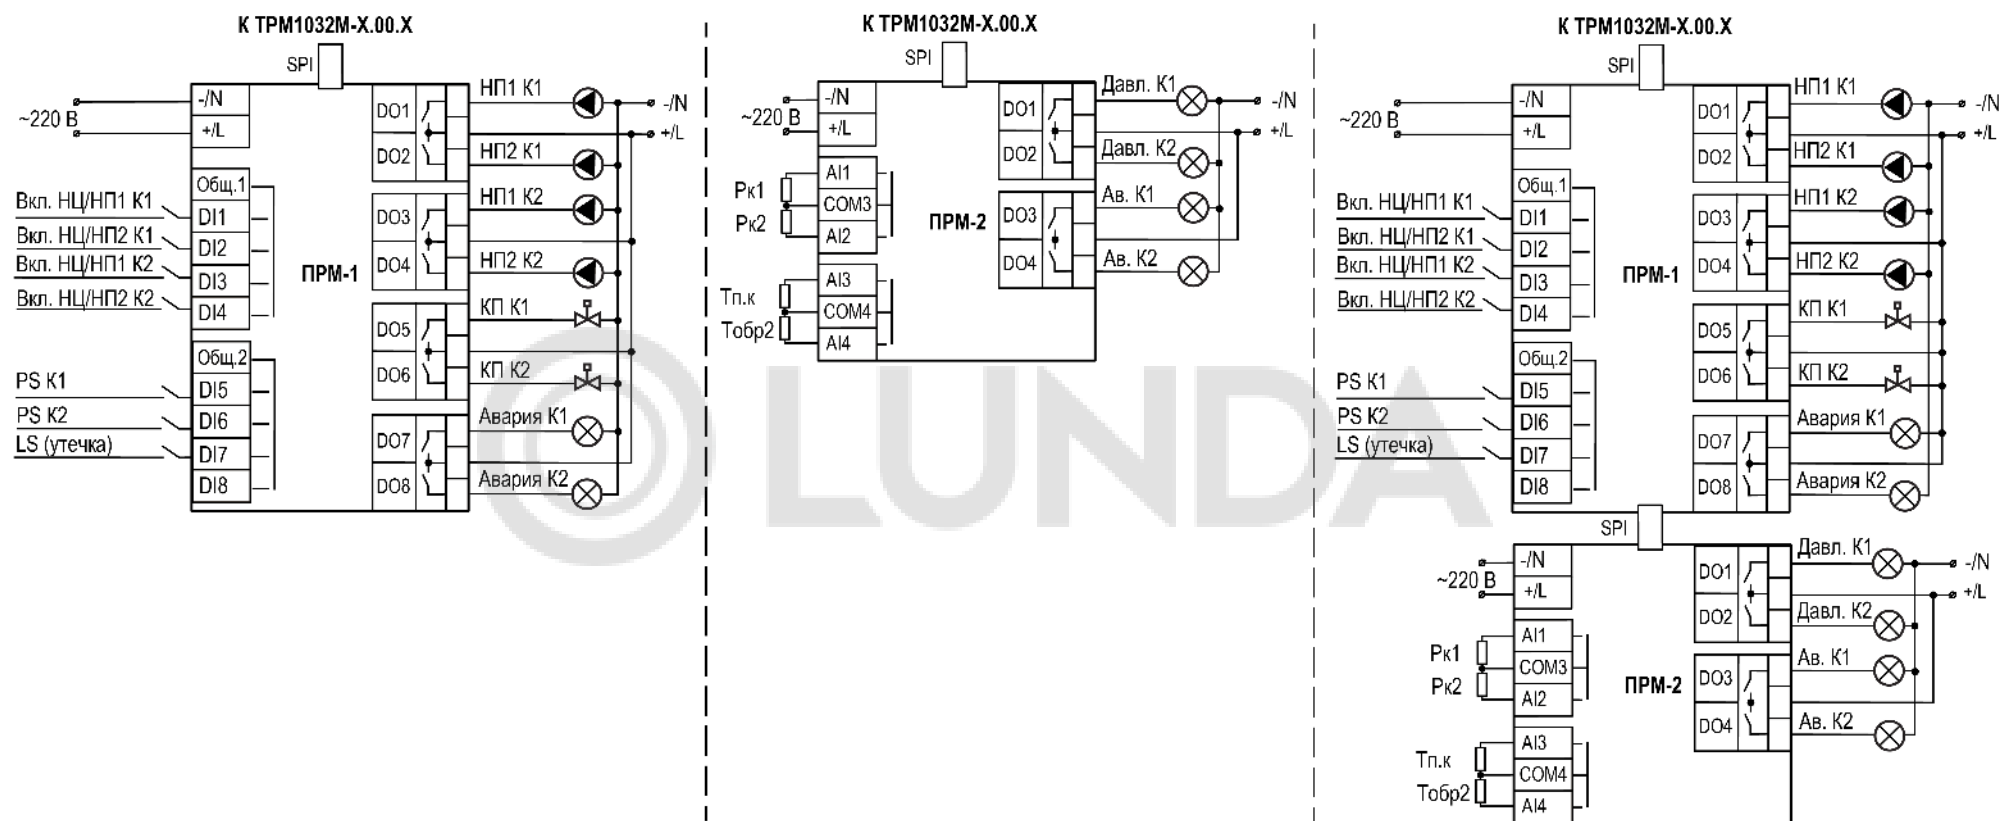 К ТРМ1032М-Х.00.Х
SPI
~220 В
-/N
+/L
Общ.1
Вкл. НЦ/НП1 К1
DI1
Вкл. НЦ/НП2 К1
DI2
Вкл. НЦ/НП1 К2
DI3
Вкл. НЦ/НП2 К2
DI4
Общ.2
PS К1
DI5
PS К2
DI6
LS (утечка)
DI7
DI8
ПРМ-1
DO1
НП1 К1
-/N
+/L
DO2
НП2 К1
DO3
НП1 К2
DO4
НП2 К2
DO5
КП К1
DO6
КП К2
DO7
Авария К1
DO8
Авария К2
К ТРМ1032М-Х.00.Х
SPI
~220 В
-/N
+/L
Рк1
Рк2
AI1
COM3
AI2
Тп.к
Тобр2
AI3
COM4
AI4
ПРМ-2
DO1
Давл. К1
-/N
+/L
DO2
Давл. К2
DO3
Ав. К1
DO4
Ав. К2
LUNDA
К ТРМ1032М-Х.00.Х
SPI
~220 В
-/N
+/L
Общ.1
Вкл. НЦ/НП1 К1
DI1
Вкл. НЦ/НП2 К1
DI2
Вкл. НЦ/НП1 К2
DI3
Вкл. НЦ/НП2 К2
DI4
Общ.2
PS К1
DI5
PS К2
DI6
LS (утечка)
DI7
DI8
ПРМ-1
DO1
НП1 К1
-/N
+/L
DO2
НП2 К1
DO3
НП1 К2
DO4
НП2 К2
DO5
КП К1
DO6
КП К2
DO7
Авария К1
DO8
Авария К2
SPI
~220 В
-/N
+/L
Рк1
Рк2
AI1
COM3
AI2
Тп.к
Тобр2
AI3
COM4
AI4
ПРМ-2
DO1
Давл. К1
-/N
+/L
DO2
Давл. К2
DO3
Ав. К1
DO4
Ав. К2